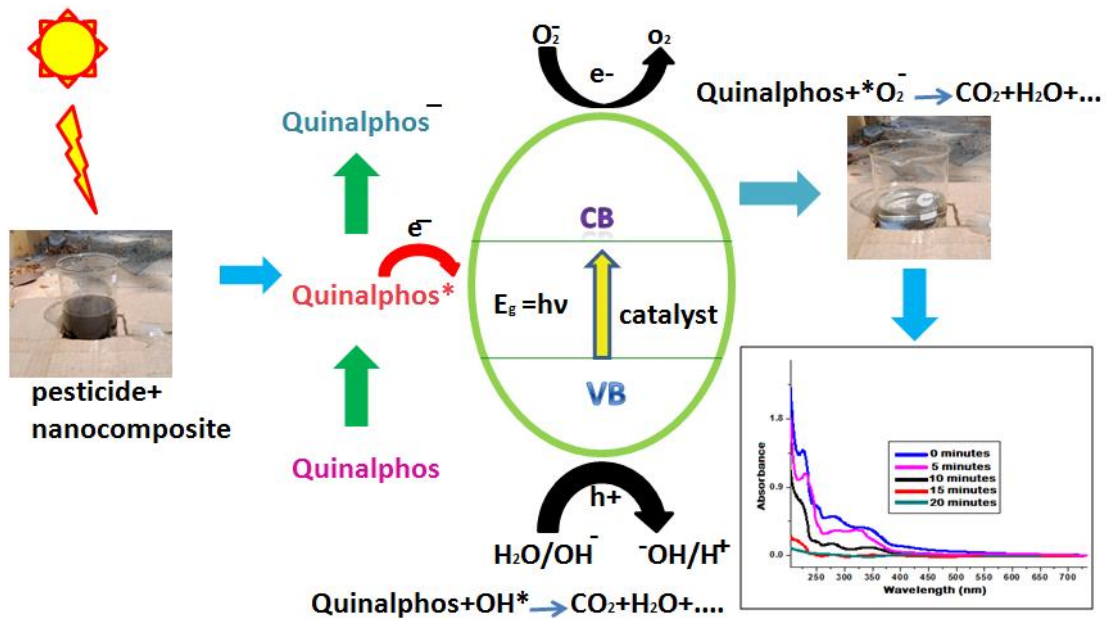 O₂⁻
o₂
e-
Quinalphos+*O₂⁻ → CO₂+H₂O+...
Quinalphos⁻
e⁻
CB
Quinalphos*
E₉ =hν
catalyst
VB
pesticide+
nanocomposite
Quinalphos
h+
H₂O/OH⁻
⁻OH/H⁺
Quinalphos+OH* → CO₂+H₂O+....
Absorbance
1.8
0.9
0.0
0 minutes
5 minutes
10 minutes
15 minutes
20 minutes
250 300 350 400 450 500 550 600 650 700
Wavelength (nm)